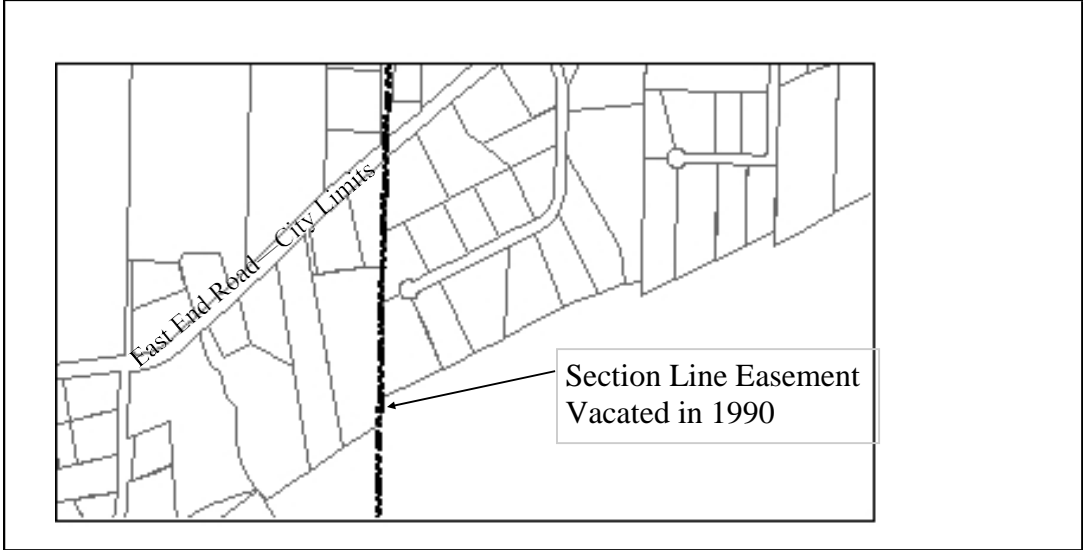 East End Road
City Limits
Section Line Easement
Vacated in 1990